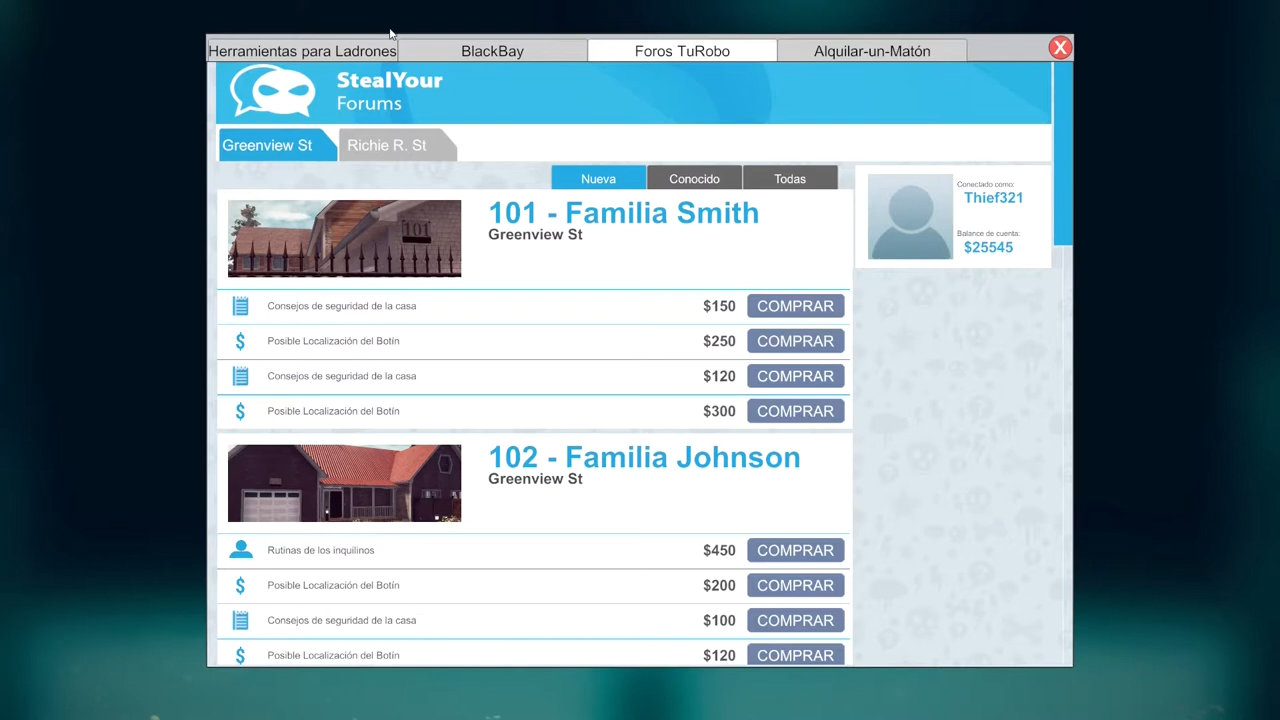 Herramientas para Ladrones
BlackBay
Foros TuRobo
Alquilar-un-Matón
X
StealYour
Forums
Greenview St
Richie R. St
Nueva
Conocido
Todas
101 - Familia Smith
Greenview St
101
Consejos de seguridad de la casa $150 COMPRAR
Posible Localización del Botín $250 COMPRAR
Consejos de seguridad de la casa $120 COMPRAR
Posible Localización del Botín $300 COMPRAR
102 - Familia Johnson
Greenview St
Rutinas de los inquilinos $450 COMPRAR
Posible Localización del Botín $200 COMPRAR
Consejos de seguridad de la casa $100 COMPRAR
Posible Localización del Botín $120 COMPRAR
Conectado como:
Thief321
Balance de cuenta:
$25545